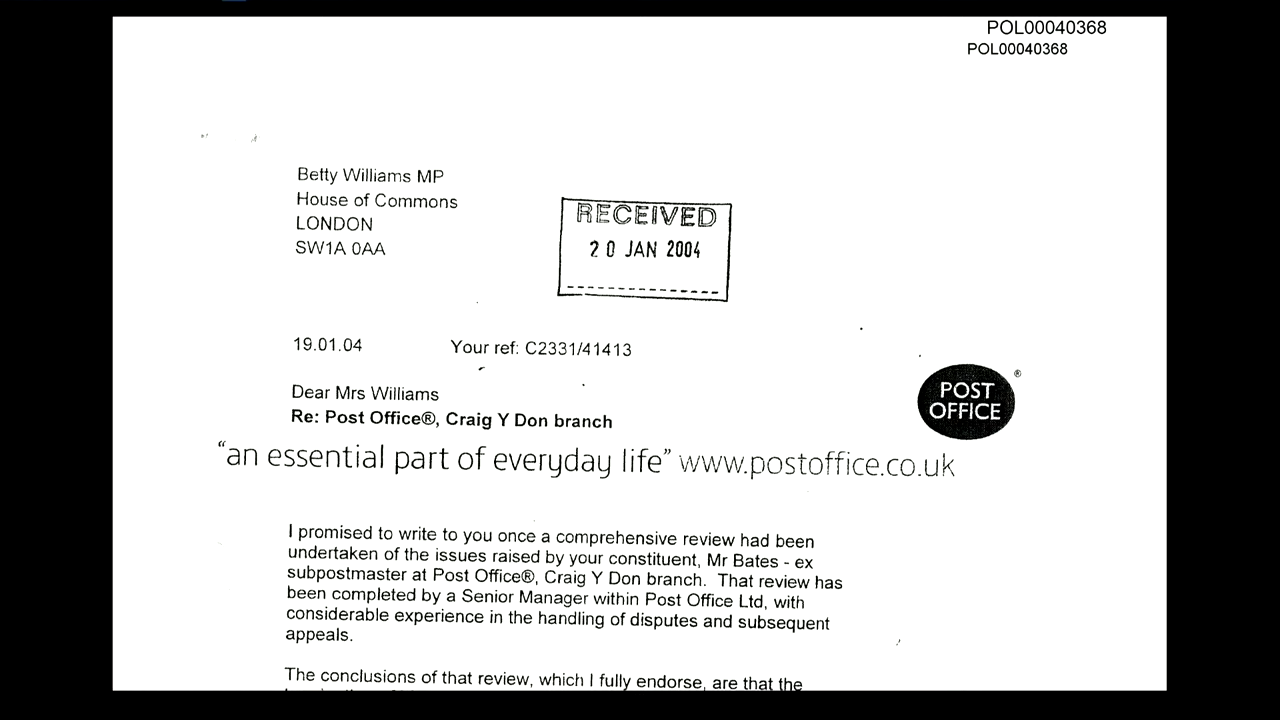 POL00040368
POL00040368
Betty Williams MP
House of Commons
LONDON
SW1A 0AA
RECEIVED
20 JAN 2004
19.01.04 Your ref: C2331/41413
Dear Mrs Williams
Re: Post Office®, Craig Y Don branch
POST
OFFICE
®
“an essential part of everyday life” www.postoffice.co.uk
I promised to write to you once a comprehensive review had been
undertaken of the issues raised by your constituent, Mr Bates - ex
subpostmaster at Post Office®, Craig Y Don branch. That review has
been completed by a Senior Manager within Post Office Ltd, with
considerable experience in the handling of disputes and subsequent
appeals.
The conclusions of that review, which I fully endorse, are that the